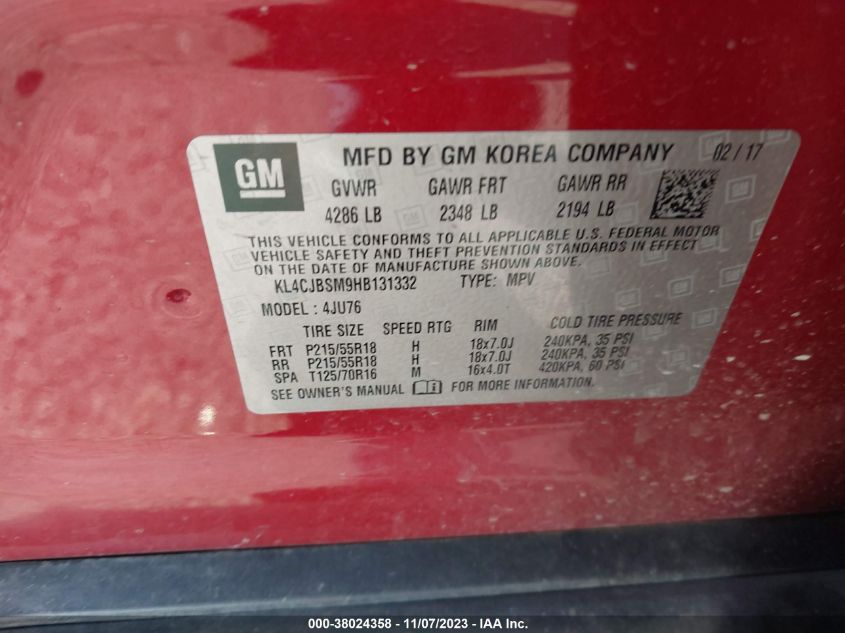 GM
MFD BY GM KOREA COMPANY 02 / 17
GVWR GAWR FRT GAWR RR
4286 LB 2348 LB 2194 LB
THIS VEHICLE CONFORMS TO ALL APPLICABLE U.S. FEDERAL MOTOR
VEHICLE SAFETY AND THEFT PREVENTION STANDARDS IN EFFECT
ON THE DATE OF MANUFACTURE SHOWN ABOVE.
KL4CJBSM9HB131332 TYPE: MPV
MODEL : 4JU76
TIRE SIZE SPEED RTG RIM COLD TIRE PRESSURE
FRT P215/55R18 H 18x7.0J 240KPA, 35 PSI
RR P215/55R18 H 18x7.0J 240KPA, 35 PSI
SPA T125/70R16 M 16x4.0T 420KPA, 60 PSI
SEE OWNER'S MANUAL FOR MORE INFORMATION.
000-38024358 - 11/07/2023 - IAA Inc.